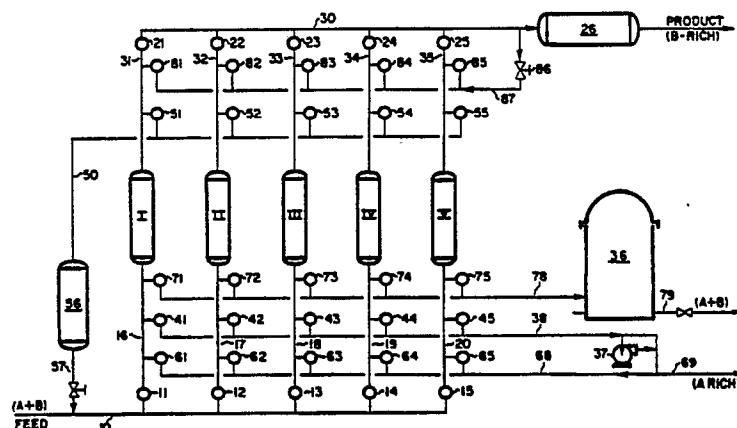 30
PRODUCT
(B-RICH)
26
21 22 23 24 25
31 32 33 34 35
81 82 83 84 85 86
87
51 52 53 54 55
50
I II III IV V
36
56
71 72 73 74 75 78
79 (A+B)
41 42 43 44 45 38
16 17 18 19 20
37
57
61 62 63 64 65 68 69
(A RICH)
(A+B)
FEED
11 12 13 14 15